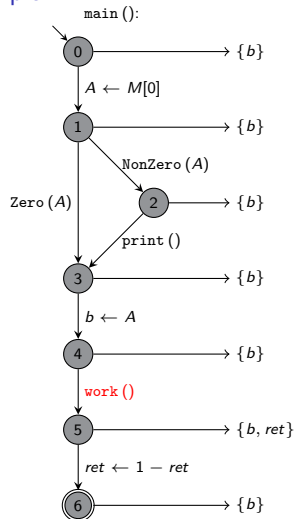 main():
0 {b}
A ← M[0]
1 {b}
NonZero(A)
Zero(A) 2 {b}
print()
3 {b}
b ← A
4 {b}
work()
5 {b, ret}
ret ← 1 − ret
6 {b}